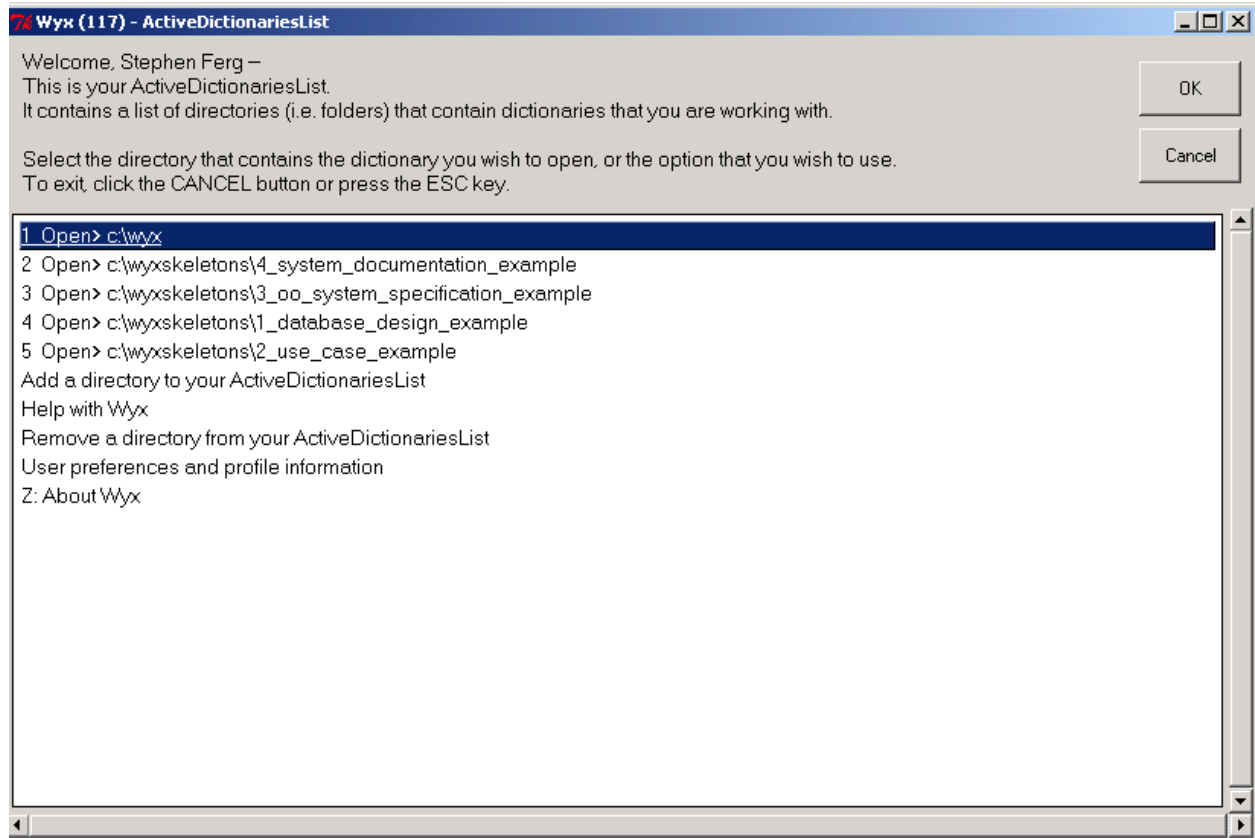 Wyx (117) - ActiveDictionariesList
Welcome, Stephen Ferg --
This is your ActiveDictionariesList.
It contains a list of directories (i.e. folders) that contain dictionaries that you are working with.
Select the directory that contains the dictionary you wish to open, or the option that you wish to use.
To exit, click the CANCEL button or press the ESC key.
OK
Cancel
1 Open> c:\wyx
2 Open> c:\wyxskeletons\4_system_documentation_example
3 Open> c:\wyxskeletons\3_oo_system_specification_example
4 Open> c:\wyxskeletons\1_database_design_example
5 Open> c:\wyxskeletons\2_use_case_example
Add a directory to your ActiveDictionariesList
Help with Wyx
Remove a directory from your ActiveDictionariesList
User preferences and profile information
Z: About Wyx